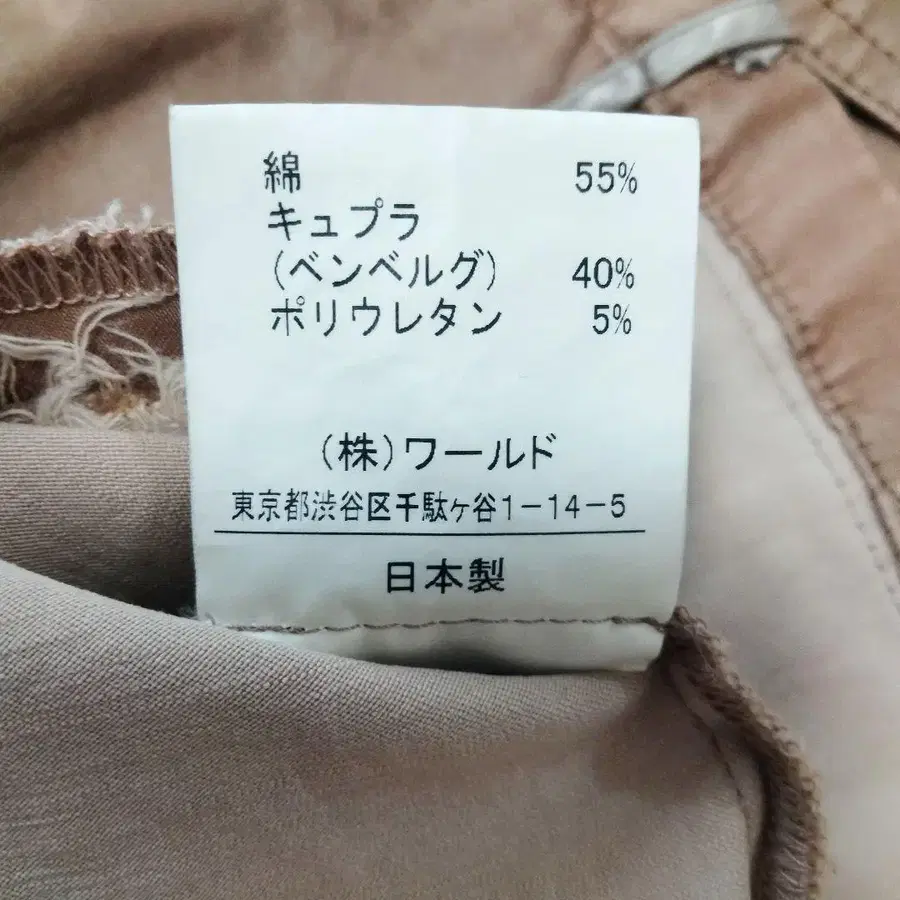 綿 55%
キュプラ
(ベンベルグ) 40%
ポリウレタン 5%
(株)ワールド
東京都渋谷区千駄ヶ谷1-14-5
日本製